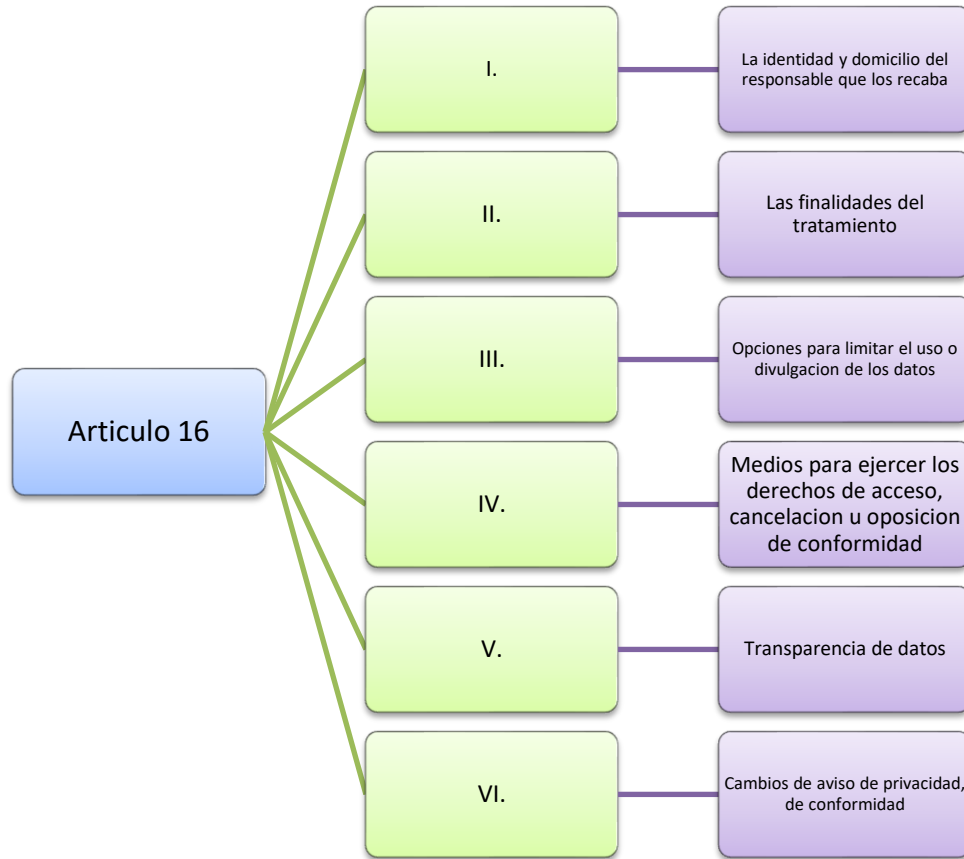 Articulo 16
I.
La identidad y domicilio del
responsable que los recaba
II.
Las finalidades del
tratamiento
III.
Opciones para limitar el uso o
divulgacion de los datos
IV.
Medios para ejercer los
derechos de acceso,
cancelacion u oposicion
de conformidad
V.
Transparencia de datos
VI.
Cambios de aviso de privacidad,
de conformidad